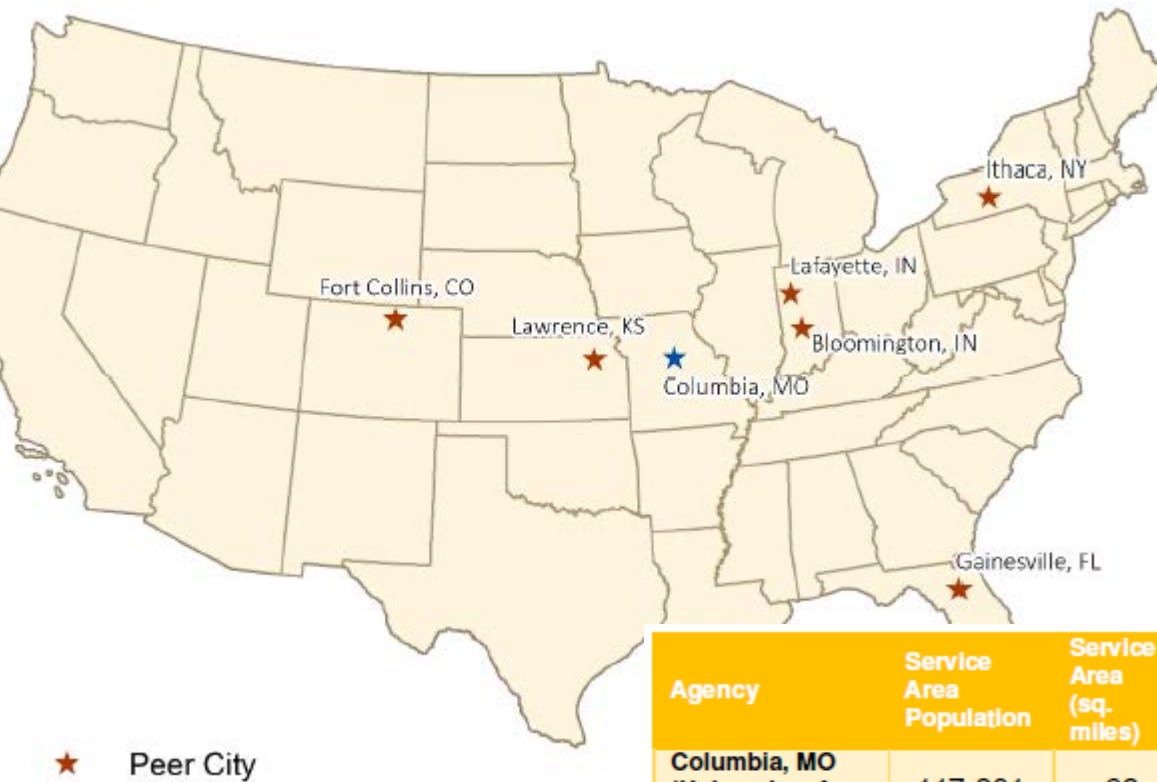 Ithaca, NY
Lafayette, IN
Fort Collins, CO
Lawrence, KS
Bloomington, IN
Columbia, MO
Gainesville, FL
Peer City
Agency
Service
Area
Population
Service
Area
(sq.
miles)
Columbia, MO